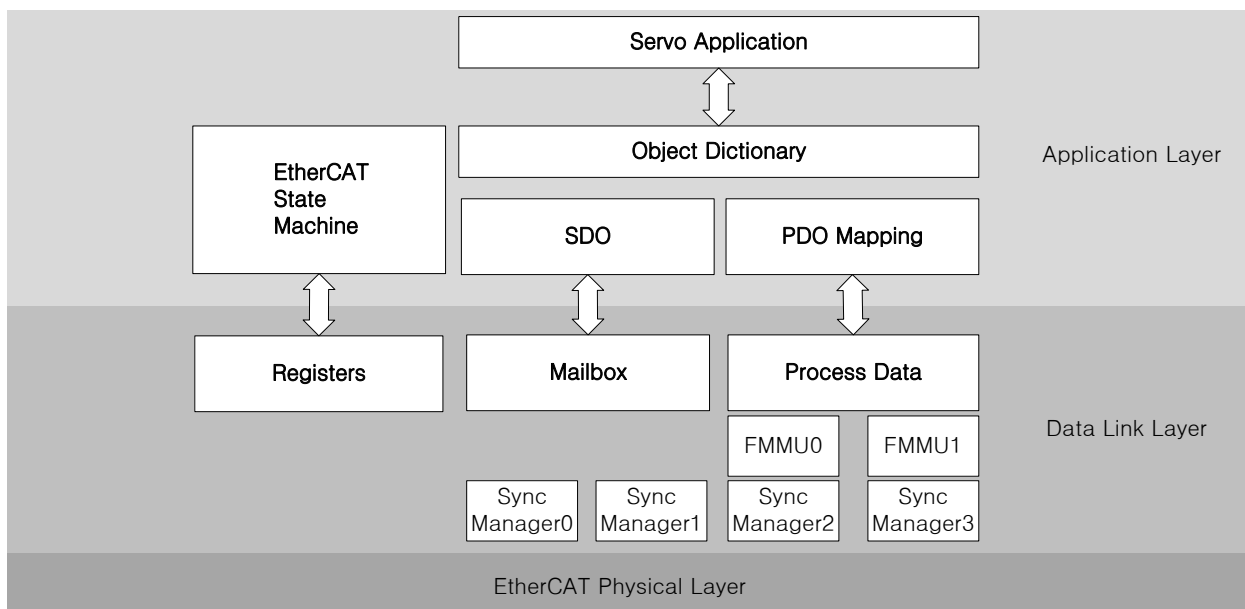 Servo Application
Object Dictionary
Application Layer
EtherCAT
State
Machine
SDO
PDO Mapping
Registers
Mailbox
Process Data
Data Link Layer
FMMU0
FMMU1
Sync
Manager0
Sync
Manager1
Sync
Manager2
Sync
Manager3
EtherCAT Physical Layer